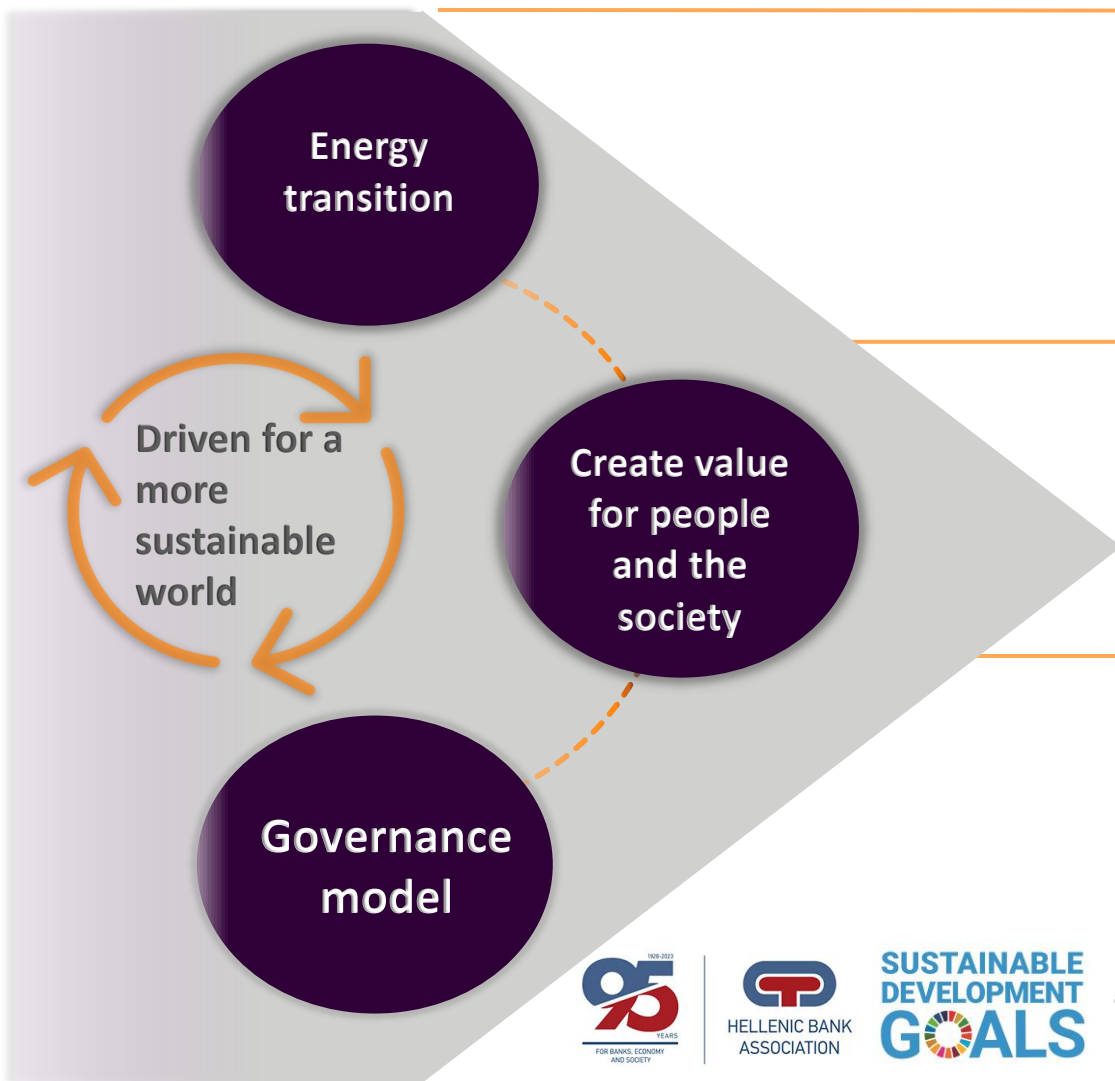 Energy
transition
Driven for a
more
sustainable
world
Create value
for people
and the
society
Governance
model
1928-2023
95
YEARS
FOR BANKS, ECONOMY
AND SOCIETY
HELLENIC BANK
ASSOCIATION
SUSTAINABLE
DEVELOPMENT
GOALS